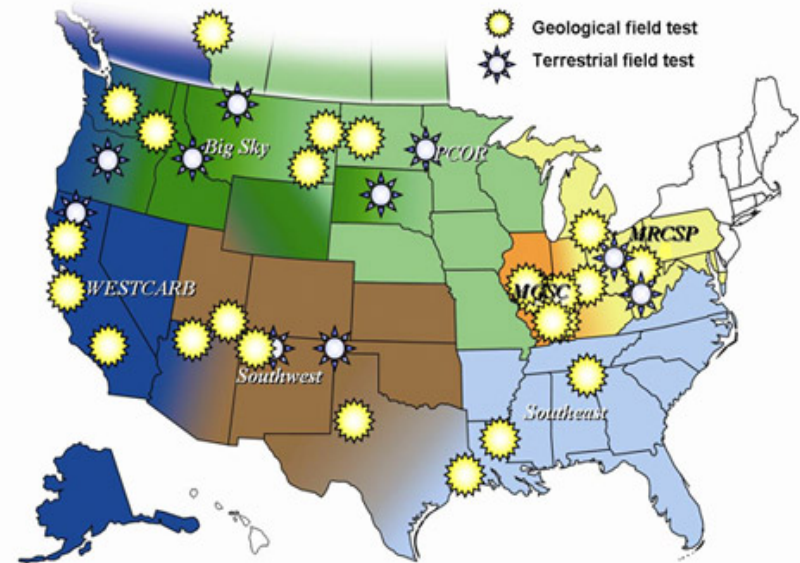 Geological field test
Terrestrial field test
Big Sky
PCOR
MRCSP
WESTCARB
MGSC
Southwest
Southeast